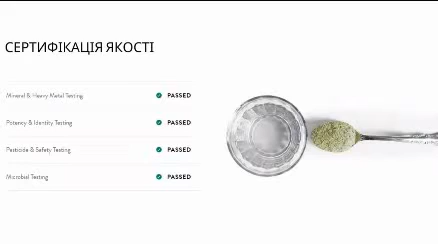 СЕРТИФІКАЦІЯ ЯКОСТІ
Mineral & Heavy Metal Testing PASSED
Potency & Identity Testing PASSED
Pesticide & Safety Testing PASSED
Microbial Testing PASSED